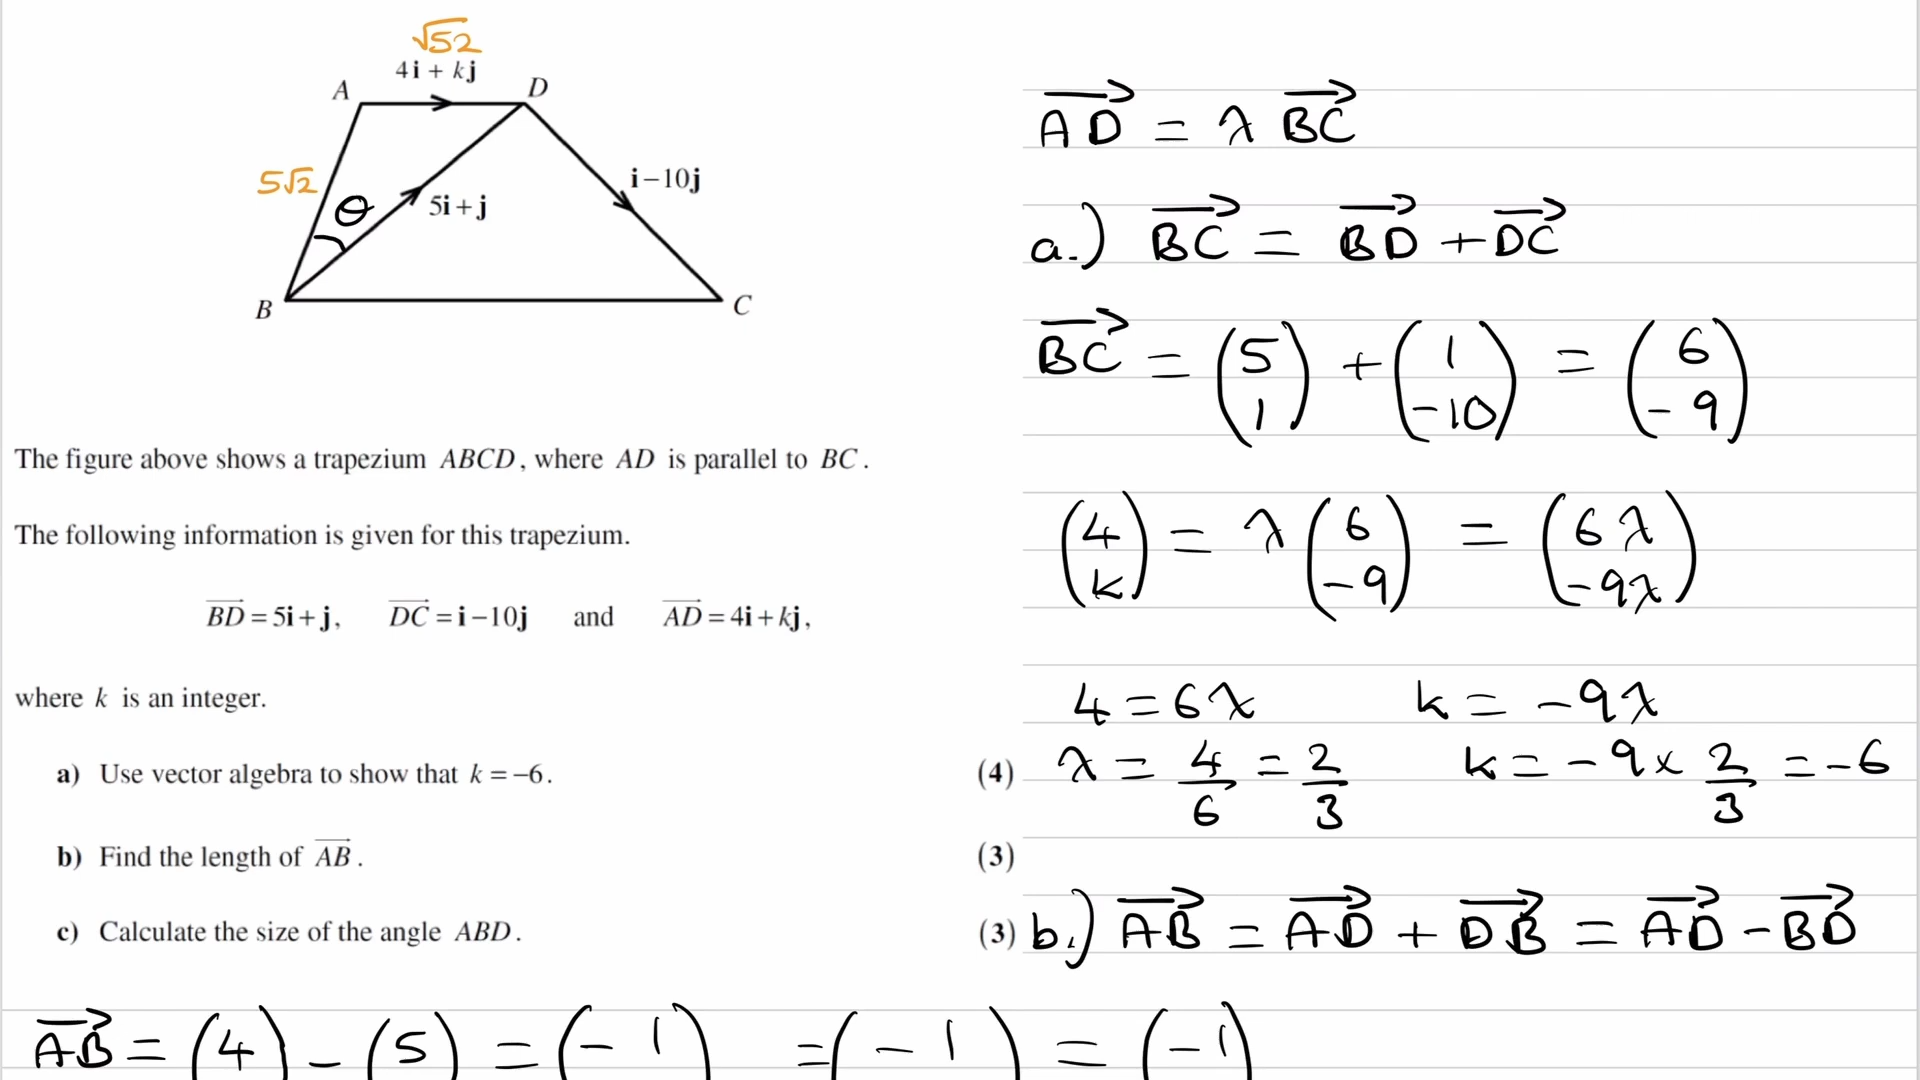 √52
4i + kj
A
D
5√2
θ
5i + j
i − 10j
B
C
The figure above shows a trapezium ABCD, where AD is parallel to BC.
The following information is given for this trapezium.
BD = 5i + j, DC = i − 10j and AD = 4i + kj,
where k is an integer.
a) Use vector algebra to show that k = −6. (4)
b) Find the length of AB. (3)
c) Calculate the size of the angle ABD. (3)
AD = λ BC
a.) BC = BD + DC
BC = (5 1) + (1 -10) = (6 -9)
(4 k) = λ (6 -9) = (6λ -9λ)
4 = 6λ k = -9λ
λ = 4/6 = 2/3 k = -9 × 2/3 = -6
b.) AB = AD + DB = AD - BD
AB = (4) - (5) = (-1) = (-1) = (-1)